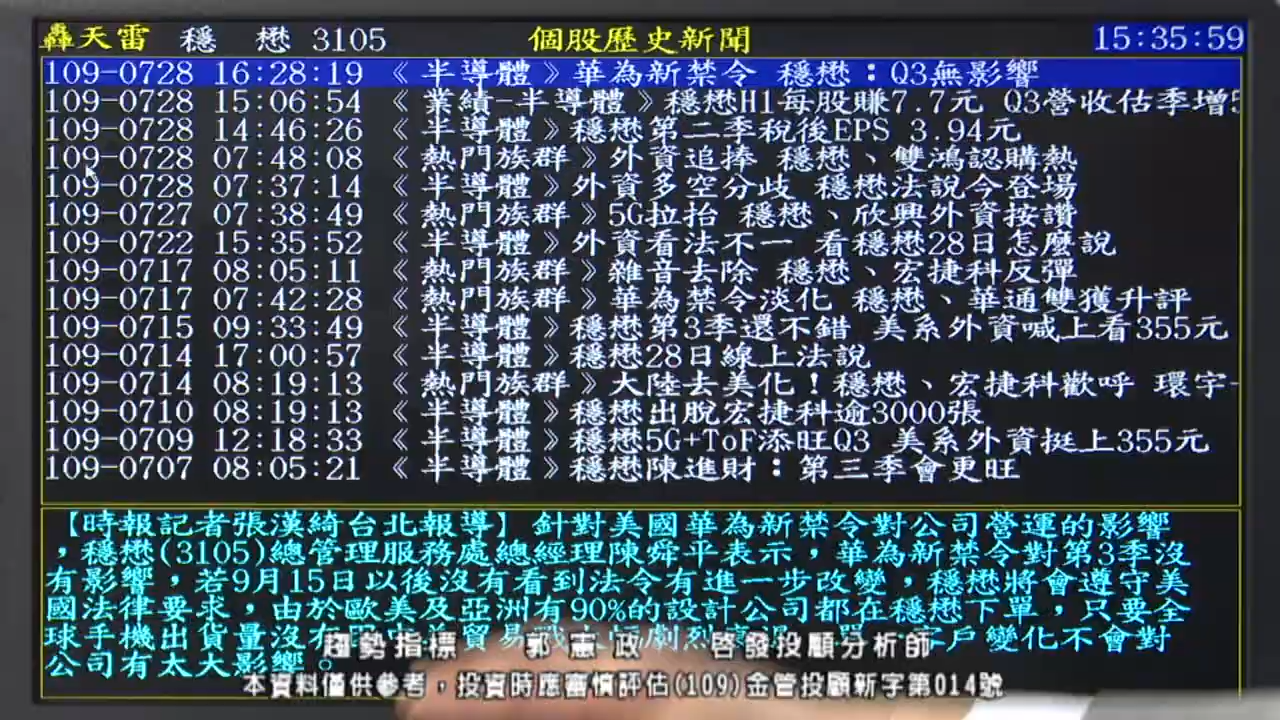 轟天雷 穩 懋 3105 個股歷史新聞 15:35:59
109-0728 16:28:19 《半導體》華為新禁令 穩懋：Q3無影響
109-0728 15:06:54 《業績-半導體》穩懋H1每股賺7.7元 Q3營收估季增5
109-0728 14:46:26 《半導體》穩懋第二季稅後EPS 3.94元
109-0728 07:48:08 《熱門族群》外資追捧 穩懋、雙鴻認購熱
109-0728 07:37:14 《半導體》外資多空分歧 穩懋法說今登場
109-0727 07:38:49 《熱門族群》5G拉抬 穩懋、欣興外資按讚
109-0722 15:35:52 《半導體》外資看法不一 看穩懋28日怎麼說
109-0717 08:05:11 《熱門族群》雜音去除 穩懋、宏捷科反彈
109-0717 07:42:28 《熱門族群》華為禁令淡化 穩懋、華通雙獲升評
109-0715 09:33:49 《半導體》穩懋第3季還不錯 美系外資喊上看355元
109-0714 17:00:57 《半導體》穩懋28日線上法說
109-0714 08:19:13 《熱門族群》大陸去美化！穩懋、宏捷科歡呼 環宇-
109-0710 08:19:13 《半導體》穩懋出脫宏捷科逾3000張
109-0709 12:18:33 《半導體》穩懋5G+ToF添旺Q3 美系外資挺上355元
109-0707 08:05:21 《半導體》穩懋陳進財：第三季會更旺
【時報記者張漢綺台北報導】針對美國華為新禁令對公司營運的影響
，穩懋(3105)總管理服務處總經理陳舜平表示，華為新禁令對第3季沒
有影響，若9月15日以後沒有看到法令有進一步改變，穩懋將會遵守美
國法律要求，由於歐美及亞洲有90%的設計公司都在穩懋下單，只要全
球手機出貨量沒有 貿易戰 劇烈 戶變化不會對
公司有太大影響。
趨勢指標 郭憲政 啓發投顧分析師
本資料僅供參考，投資時應審慎評估(109)金管投顧新字第014號